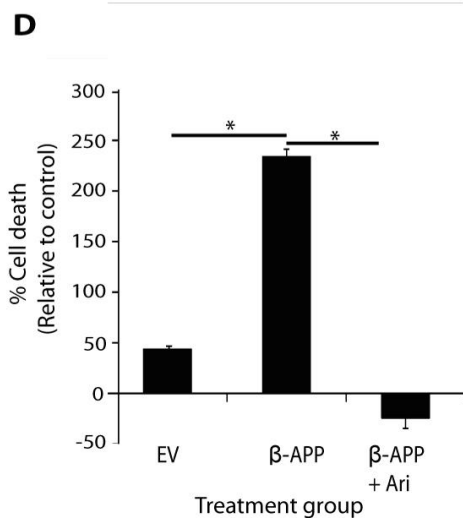 D
% Cell death
(Relative to control)
300
250
200
150
100
50
0
-50
*
*
EV
β-APP
β-APP
+ Ari
Treatment group